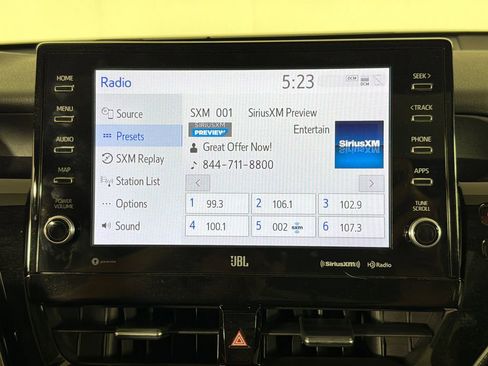 HOME
MENU
AUDIO
MAP
POWER
VOLUME
Radio
5:23
DCM
DCM
Source
Presets
SXM Replay
Station List
Options
Sound
SXM 001 SiriusXM Preview
SIRIUSXM
PREVIEW
Entertain
Great Offer Now!
844-711-8800
SiriusXM
<
>
1 99.3
2 106.1
3 102.9
4 100.1
5 002 sxm
6 107.3
SEEK >
< TRACK
PHONE
APPS
TUNE
SCROLL
JBL
SiriusXM
HD Radio